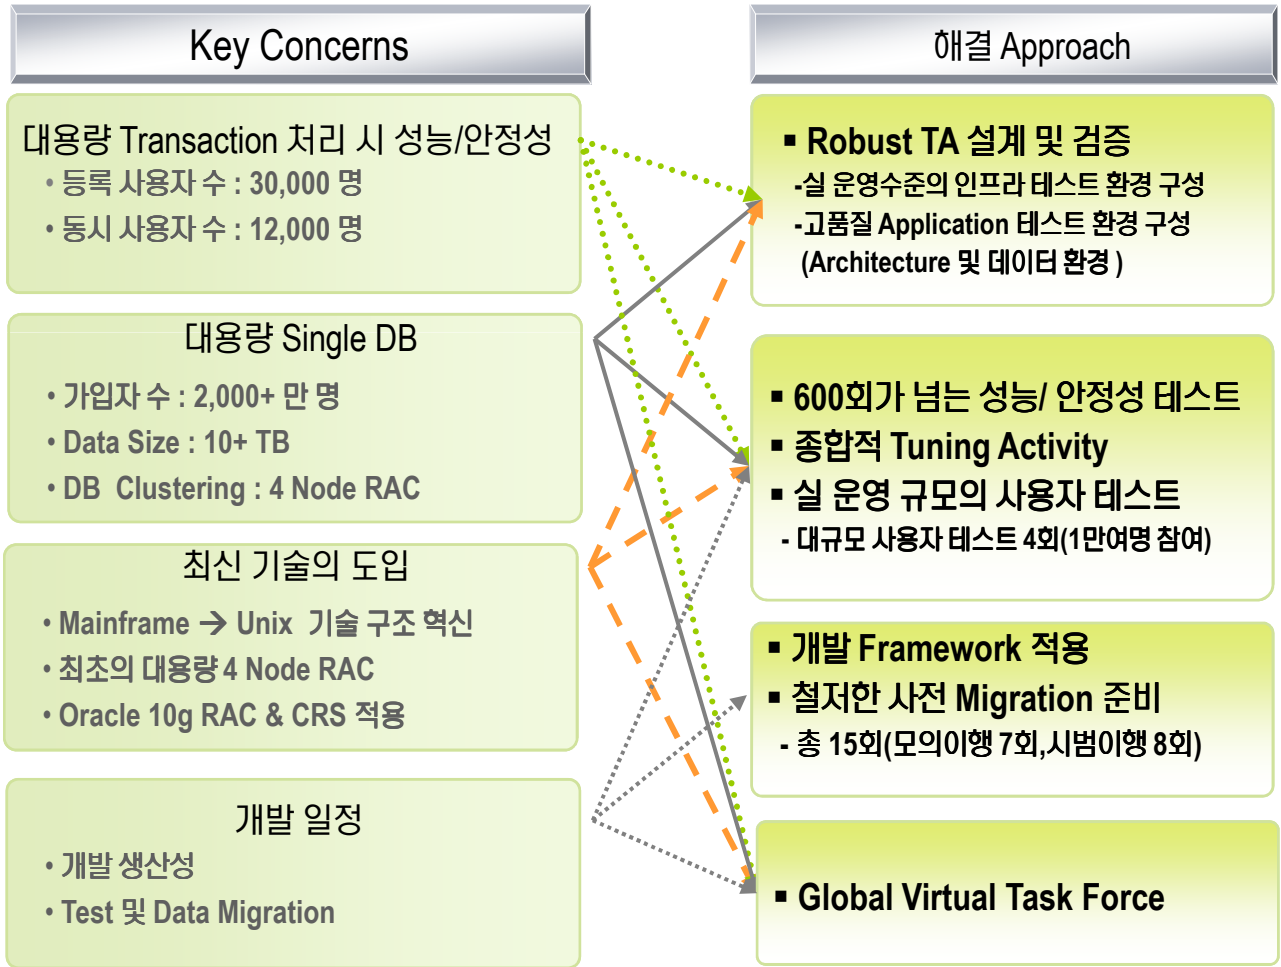 Key Concerns
대용량 Transaction 처리 시 성능/안정성
• 등록 사용자 수 : 30,000 명
• 동시 사용자 수 : 12,000 명
대용량 Single DB
• 가입자 수 : 2,000+ 만 명
• Data Size : 10+ TB
• DB Clustering : 4 Node RAC
최신 기술의 도입
• Mainframe → Unix 기술 구조 혁신
• 최초의 대용량 4 Node RAC
• Oracle 10g RAC & CRS 적용
개발 일정
• 개발 생산성
• Test 및 Data Migration
해결 Approach
▪ Robust TA 설계 및 검증
-실 운영수준의 인프라 테스트 환경 구성
-고품질 Application 테스트 환경 구성
(Architecture 및 데이터 환경 )
▪ 600회가 넘는 성능/ 안정성 테스트
▪ 종합적 Tuning Activity
▪ 실 운영 규모의 사용자 테스트
- 대규모 사용자 테스트 4회(1만여명 참여)
▪ 개발 Framework 적용
▪ 철저한 사전 Migration 준비
- 총 15회(모의이행 7회,시범이행 8회)
▪ Global Virtual Task Force